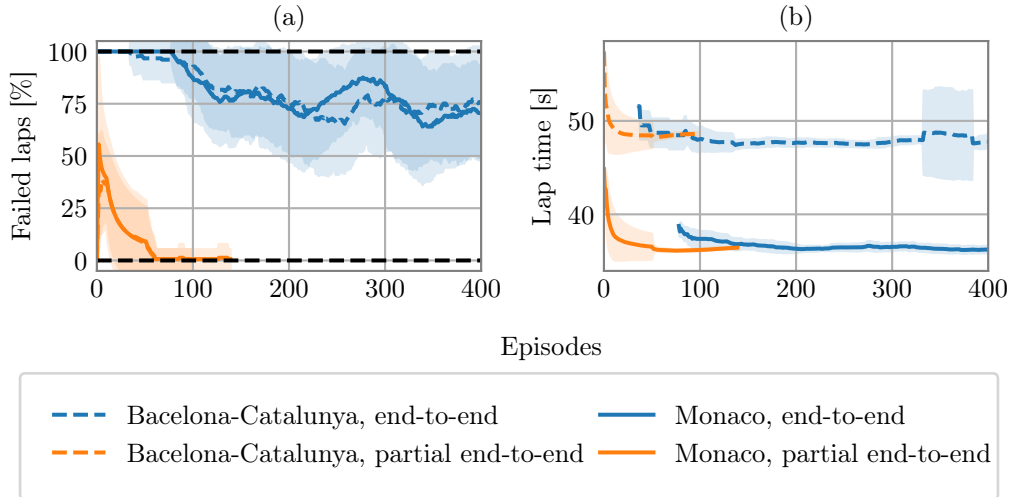 (a)
(b)
Failed laps [%]
100
75
50
25
0
0
100
200
300
400
Lap time [s]
50
40
0
100
200
300
400
Episodes
Bacelona-Catalunya, end-to-end
Bacelona-Catalunya, partial end-to-end
Monaco, end-to-end
Monaco, partial end-to-end